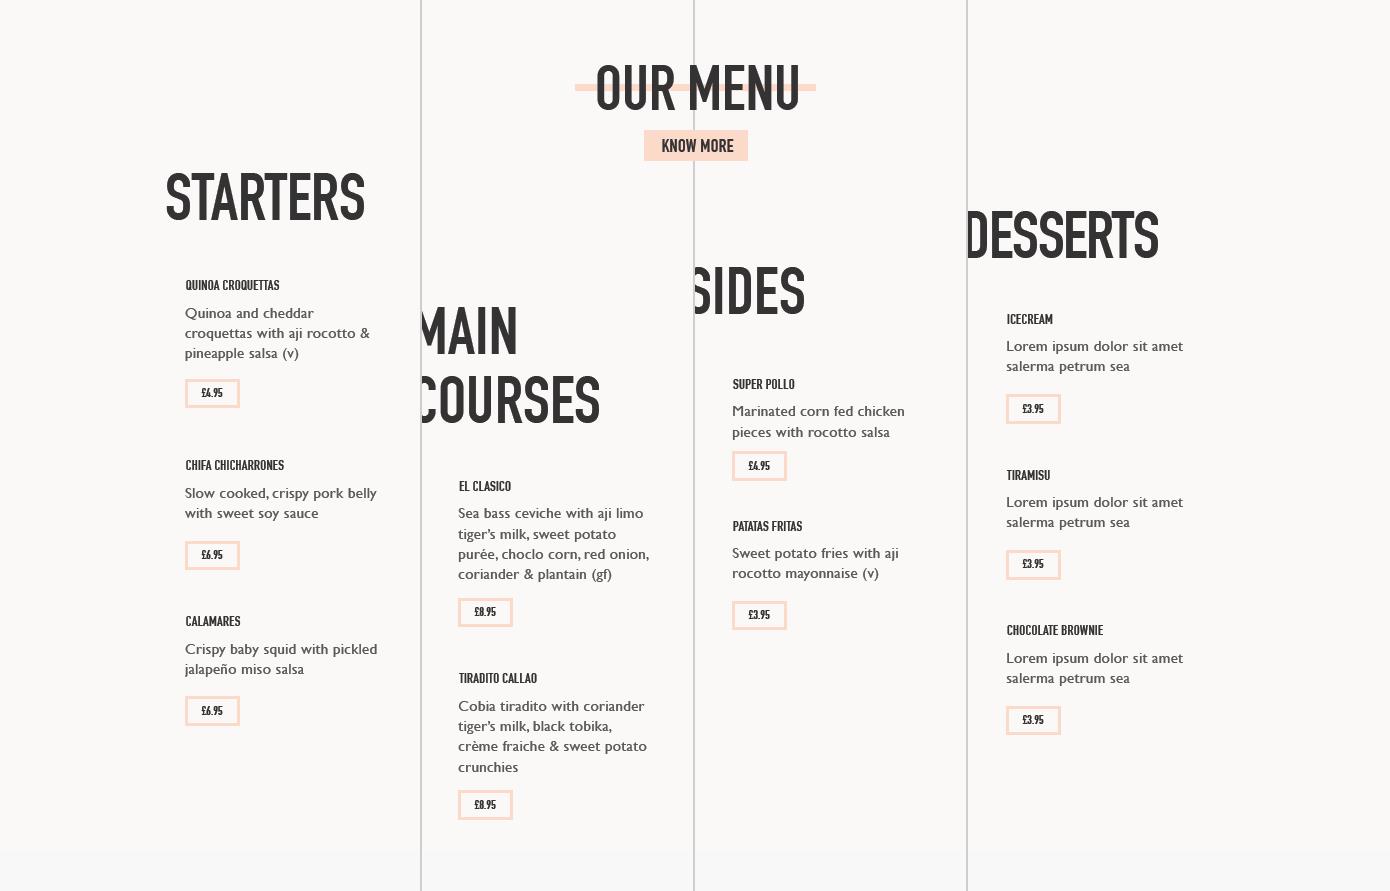 OUR MENU
KNOW MORE
STARTERS
QUINOA CROQUETTAS
Quinoa and cheddar
croquettas with aji rocotto &
pineapple salsa (v)
£4.95
CHIFA CHICHARRONES
Slow cooked, crispy pork belly
with sweet soy sauce
£6.95
CALAMARES
Crispy baby squid with pickled
jalapeño miso salsa
£6.95
MAIN
COURSES
EL CLASICO
Sea bass ceviche with aji limo
tiger's milk, sweet potato
purée, choclo corn, red onion,
coriander & plantain (gf)
£8.95
TIRADITO CALLAO
Cobia tiradito with coriander
tiger's milk, black tobika,
crème fraiche & sweet potato
crunchies
£8.95
SIDES
SUPER POLLO
Marinated corn fed chicken
pieces with rocotto salsa
£4.95
PATATAS FRITAS
Sweet potato fries with aji
rocotto mayonnaise (v)
£3.95
DESSERTS
ICECREAM
Lorem ipsum dolor sit amet
salerma petrum sea
£3.95
TIRAMISU
Lorem ipsum dolor sit amet
salerma petrum sea
£3.95
CHOCOLATE BROWNIE
Lorem ipsum dolor sit amet
salerma petrum sea
£3.95